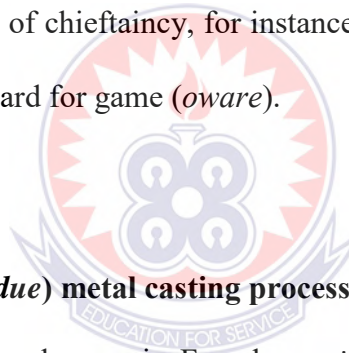 of chieftaincy, for instance
ard for game (oware).
due) metal casting process
EDUCATION FOR SERVICE